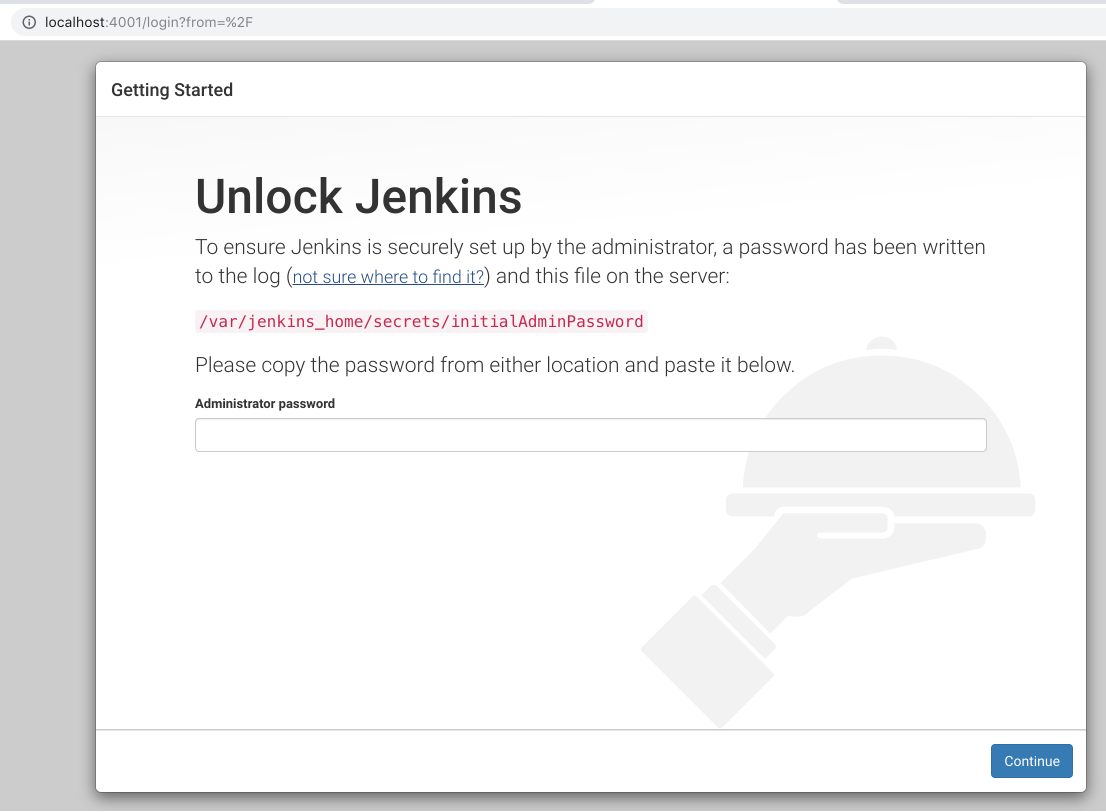 localhost:4001/login?from=%2F
Getting Started
Unlock Jenkins
To ensure Jenkins is securely set up by the administrator, a password has been written
to the log (not sure where to find it?) and this file on the server:
/var/jenkins_home/secrets/initialAdminPassword
Please copy the password from either location and paste it below.
Administrator password
Continue